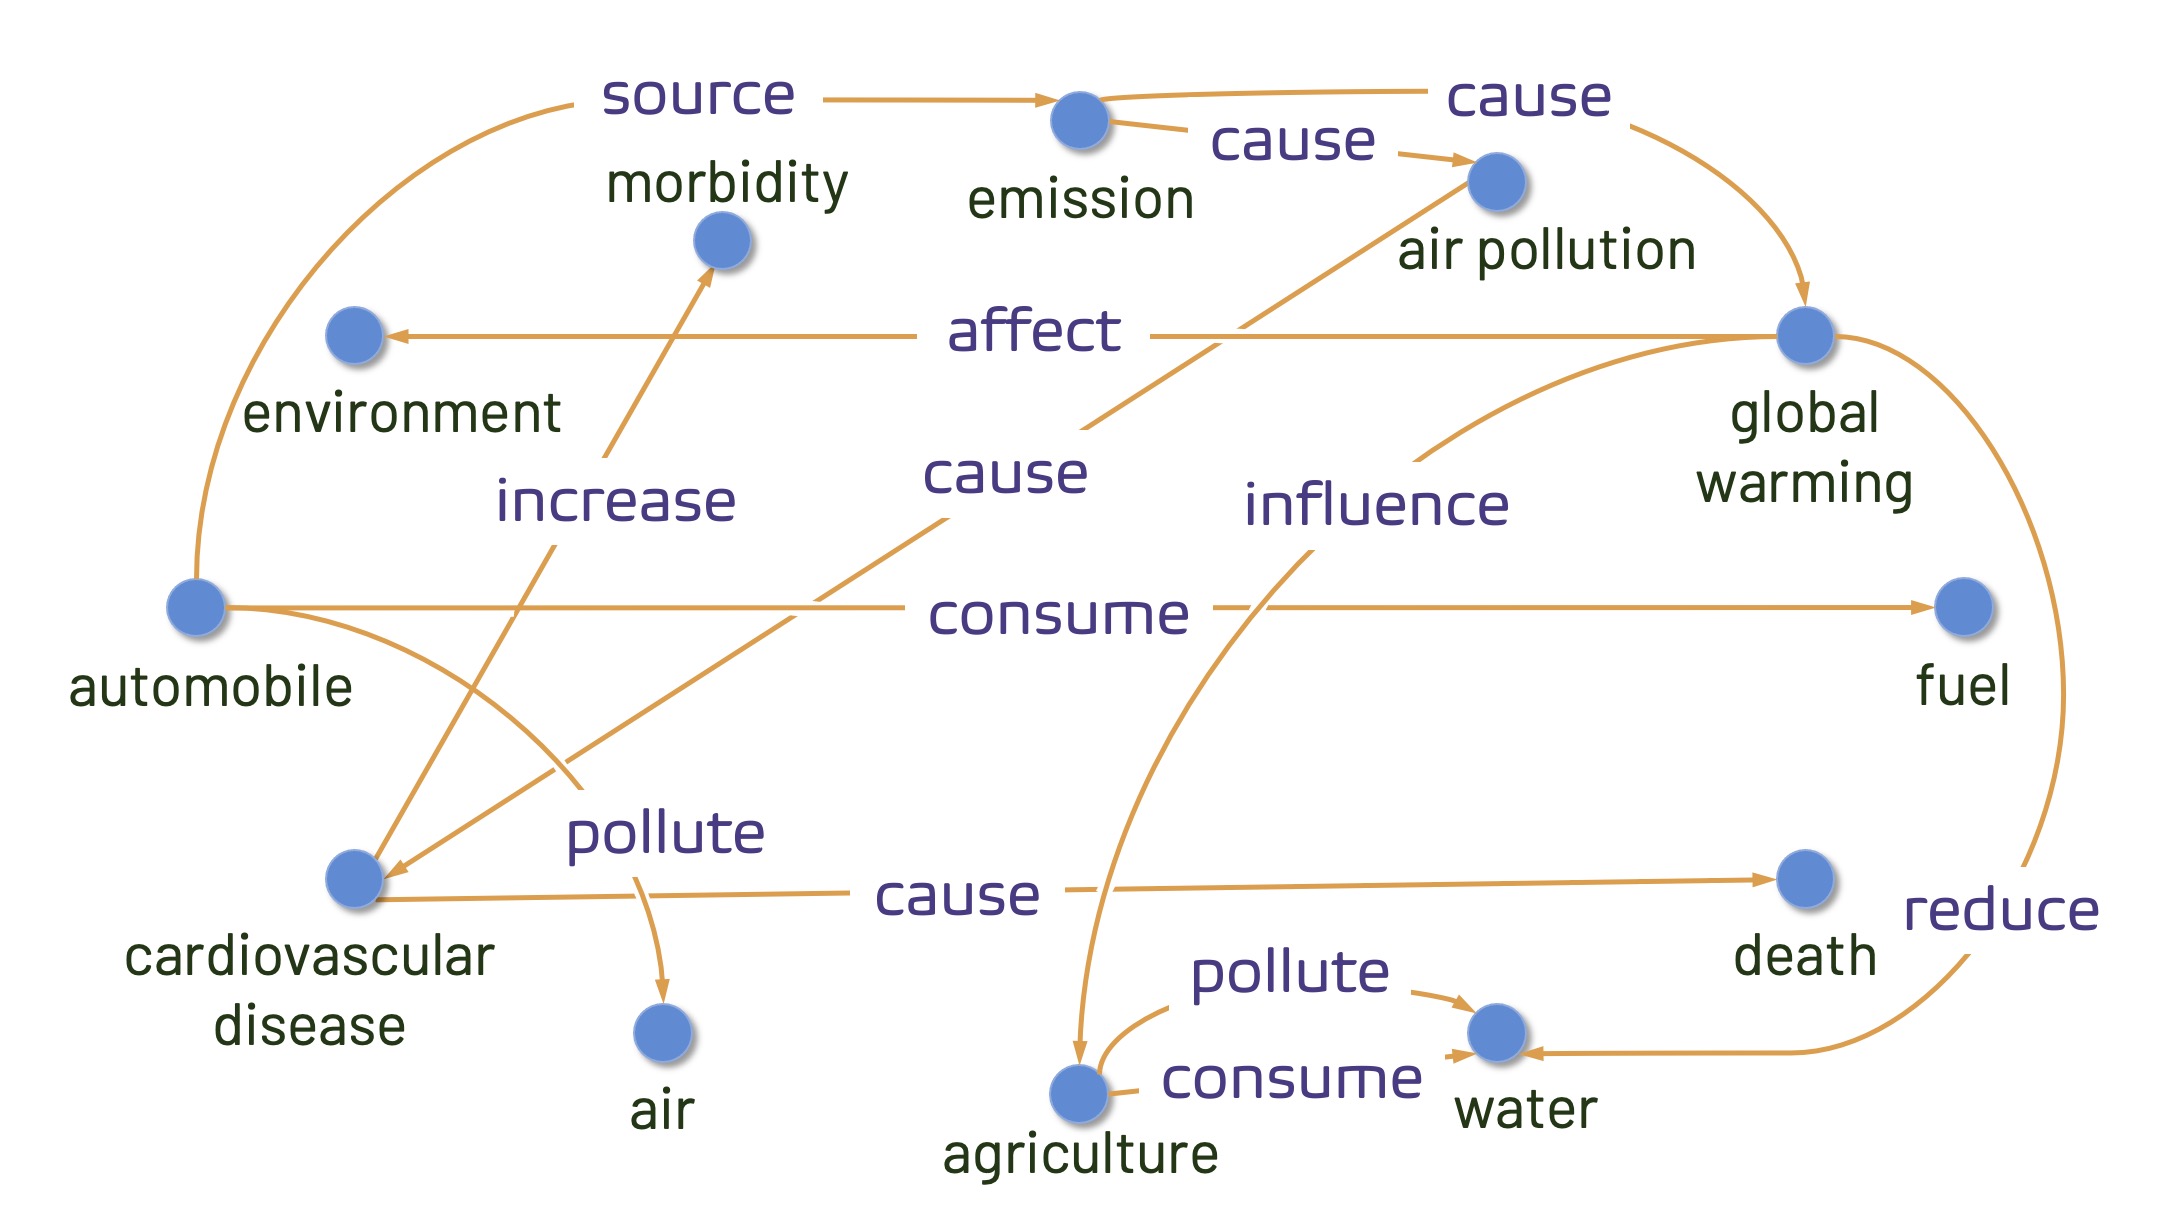 source
cause
cause
morbidity
emission
air pollution
affect
environment
global
warming
increase
cause
influence
automobile
consume
fuel
pollute
cause
reduce
cardiovascular
disease
death
pollute
consume
air
water
agriculture